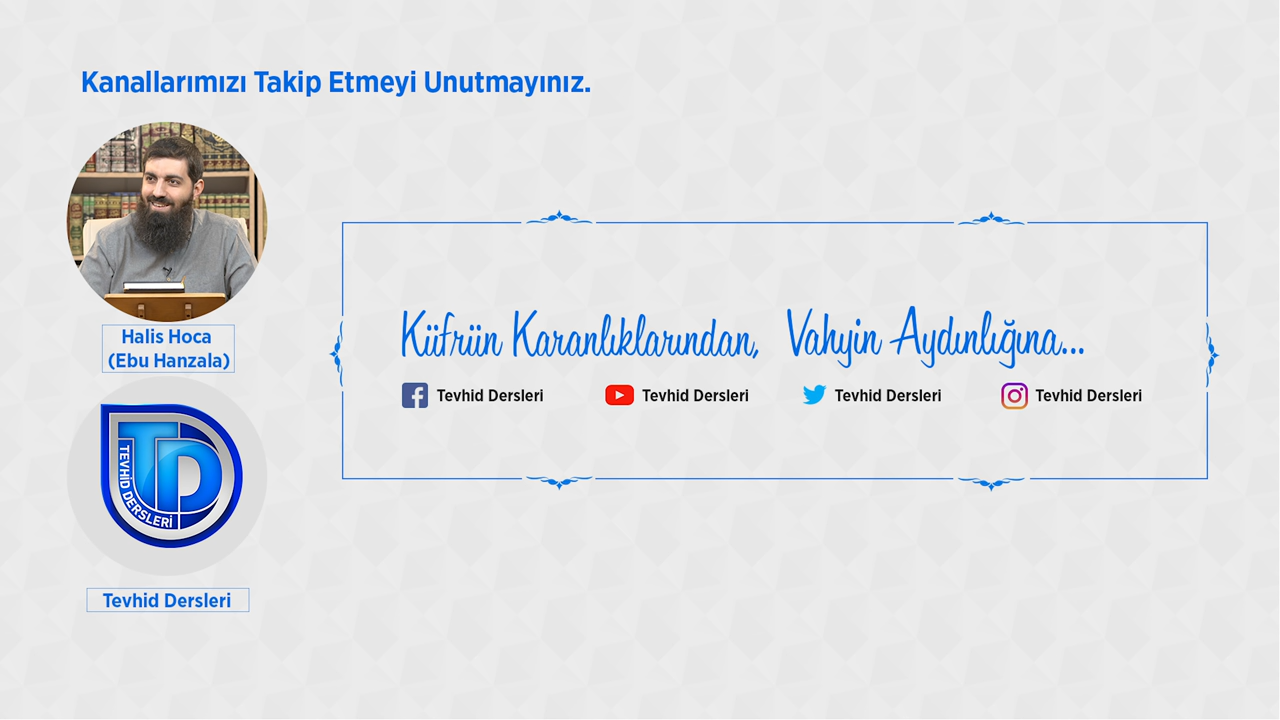 Kanallarımızı Takip Etmeyi Unutmayınız.
Halis Hoca
(Ebu Hanzala)
Küfrün Karanlıklarından, Vahyin Aydınlığına...
Tevhid Dersleri Tevhid Dersleri Tevhid Dersleri Tevhid Dersleri
TD
TEVHİD DERSLERİ
Tevhid Dersleri